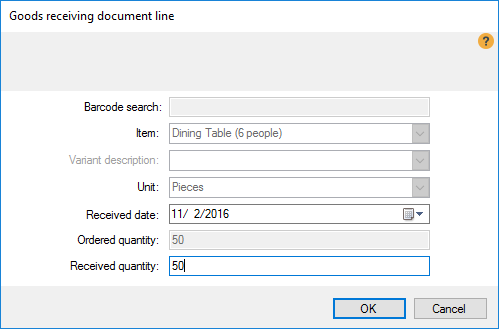 Goods receiving document line
?
Barcode search:
Item: Dining Table (6 people)
Variant description:
Unit: Pieces
Received date: 11/ 2/2016
Ordered quantity: 50
Received quantity: 50
OK Cancel